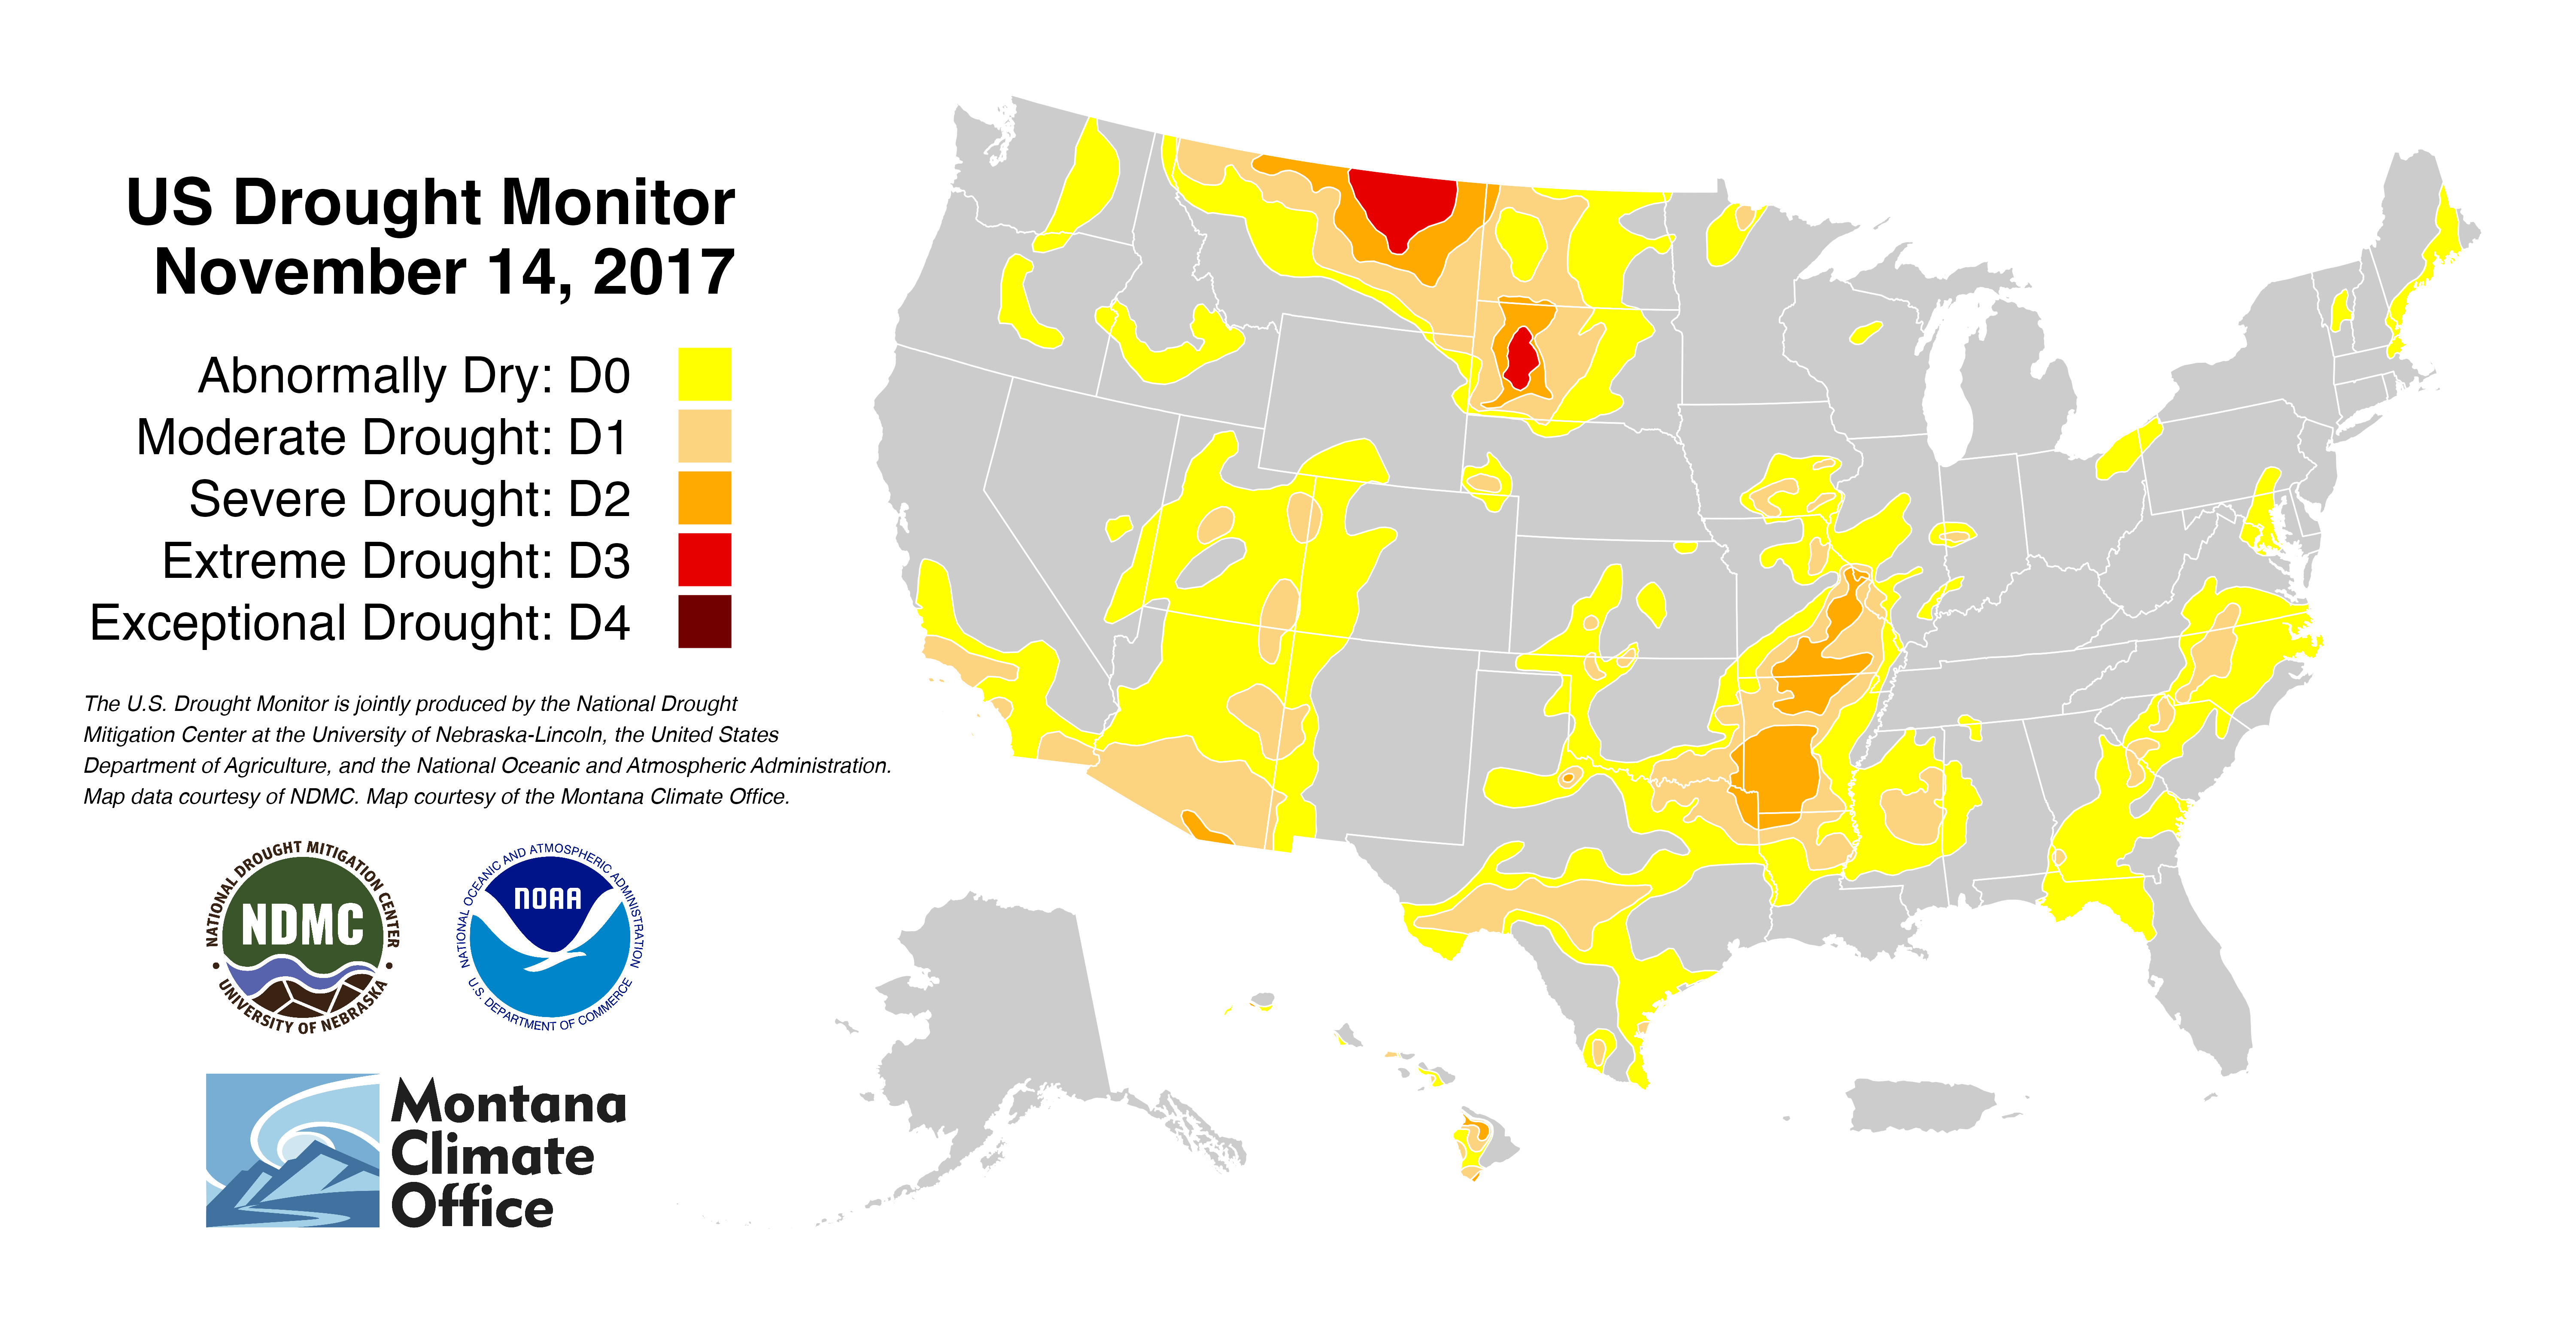 US Drought Monitor
November 14, 2017
Abnormally Dry: D0
Moderate Drought: D1
Severe Drought: D2
Extreme Drought: D3
Exceptional Drought: D4
The U.S. Drought Monitor is jointly produced by the National Drought
Mitigation Center at the University of Nebraska-Lincoln, the United States
Department of Agriculture, and the National Oceanic and Atmospheric Administration.
Map data courtesy of NDMC. Map courtesy of the Montana Climate Office.
NATIONAL DROUGHT MITIGATION CENTER
NDMC
UNIVERSITY OF NEBRASKA
NATIONAL OCEANIC AND ATMOSPHERIC ADMINISTRATION
NOAA
U.S. DEPARTMENT OF COMMERCE
Montana
Climate
Office